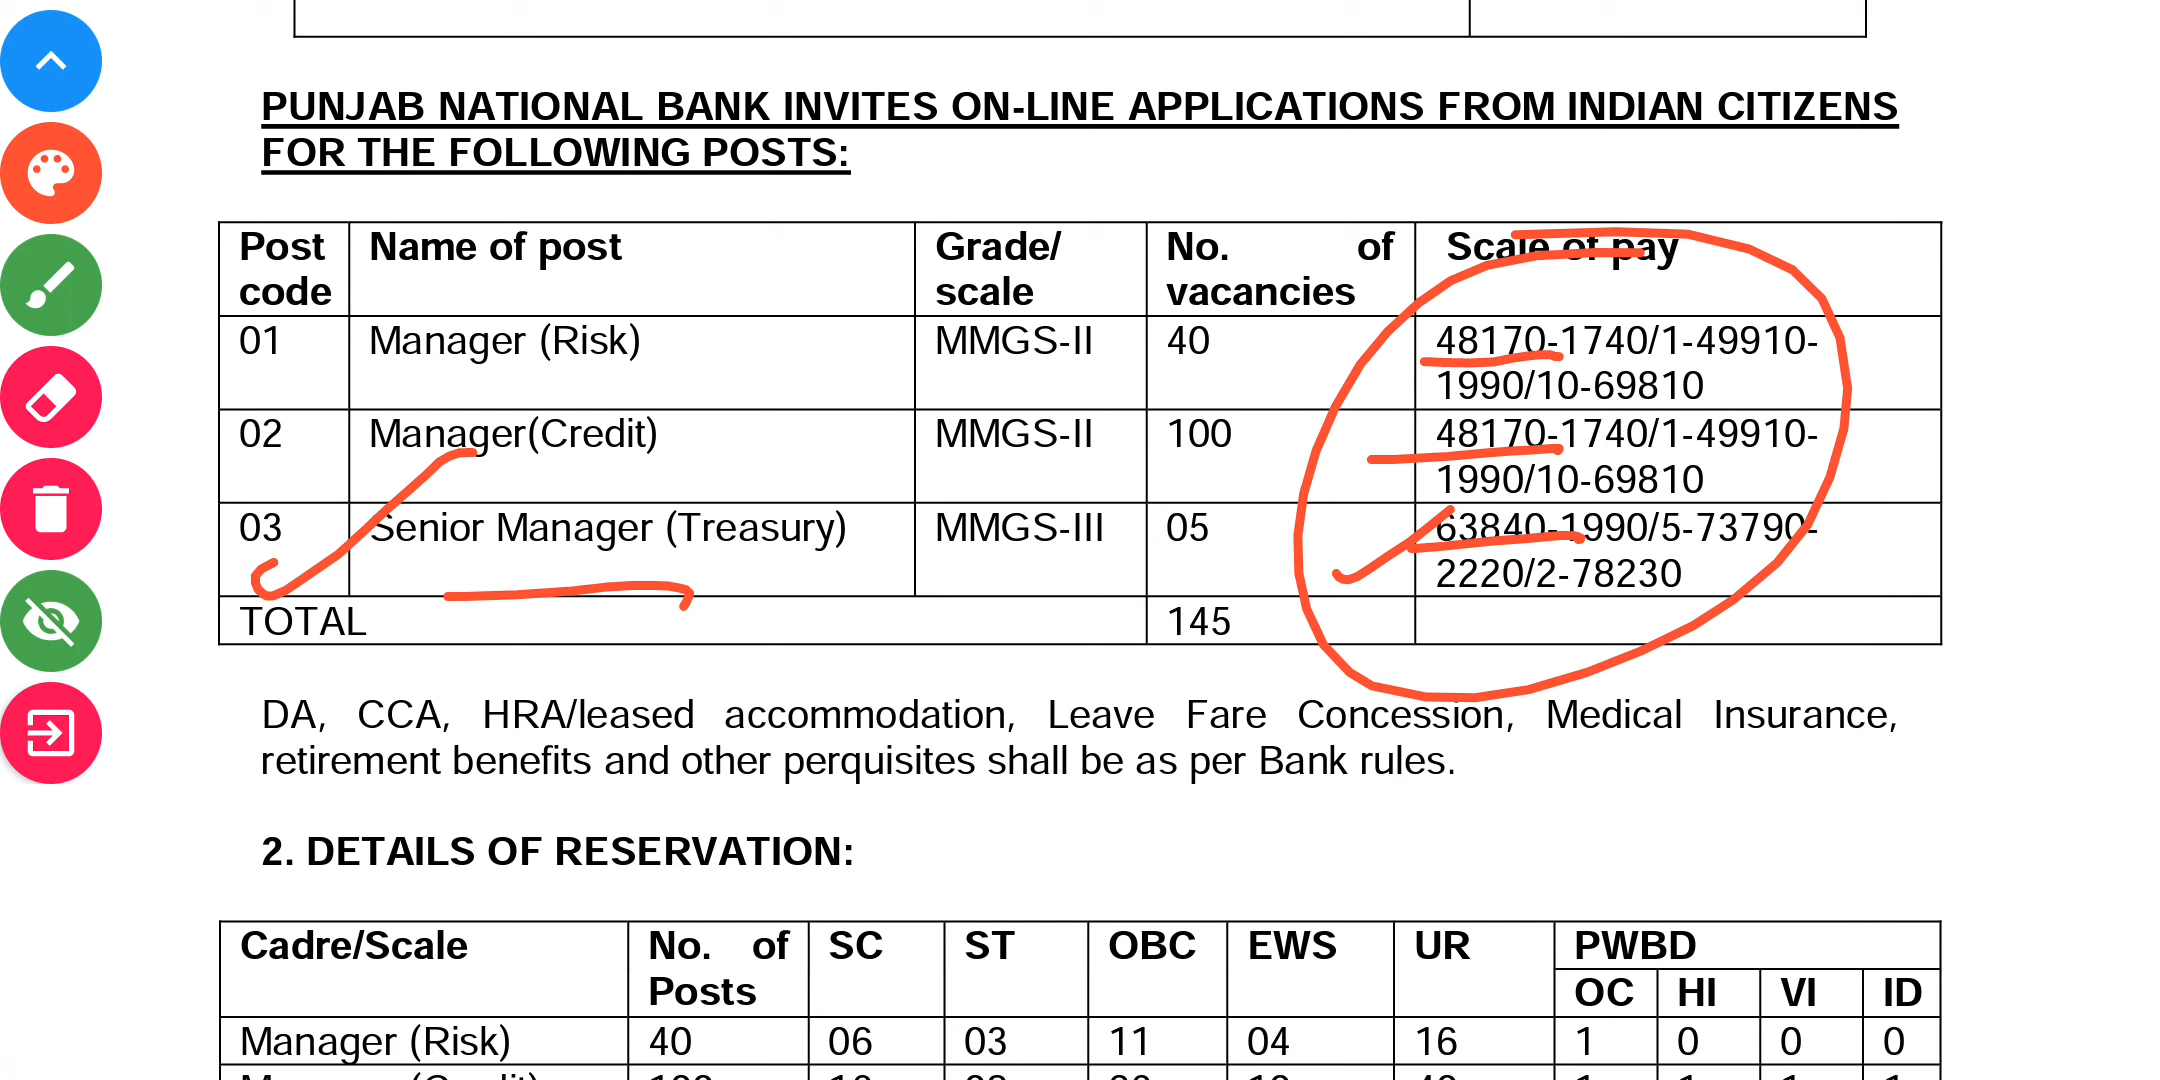 PUNJAB NATIONAL BANK INVITES ON-LINE APPLICATIONS FROM INDIAN CITIZENS
FOR THE FOLLOWING POSTS:
Post code Name of post Grade/ scale No. of vacancies Scale of pay
01 Manager (Risk) MMGS-II 40 48170-1740/1-49910-
1990/10-69810
02 Manager(Credit) MMGS-II 100 48170-1740/1-49910-
1990/10-69810
03 Senior Manager (Treasury) MMGS-III 05 63840-1990/5-73790-
2220/2-78230
TOTAL 145
DA, CCA, HRA/leased accommodation, Leave Fare Concession, Medical Insurance,
retirement benefits and other perquisites shall be as per Bank rules.
2. DETAILS OF RESERVATION:
Cadre/Scale No. of Posts SC ST OBC EWS UR PWBD
OC HI VI ID
Manager (Risk) 40 06 03 11 04 16 1 0 0 0